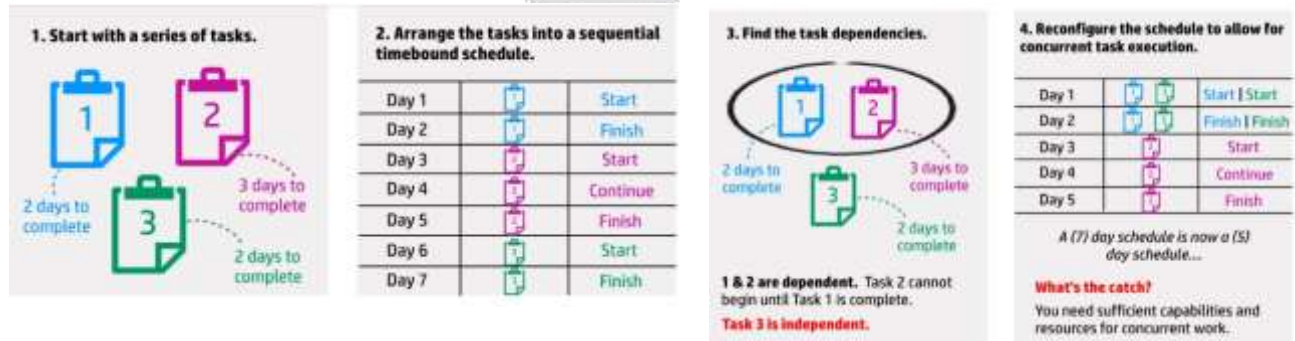 1. Start with a series of tasks.
1
2
3
2 days to
complete
3 days to
complete
2 days to
complete
2. Arrange the tasks into a sequential
timebound schedule.
Day 1 1 Start
Day 2 1 Finish
Day 3 2 Start
Day 4 2 Continue
Day 5 2 Finish
Day 6 3 Start
Day 7 3 Finish
3. Find the task dependencies.
1
2
3
2 days to
complete
3 days to
complete
2 days to
complete
1 & 2 are dependent. Task 2 cannot
begin until Task 1 is complete.
Task 3 is independent.
4. Reconfigure the schedule to allow for
concurrent task execution.
Day 1 Start | Start
Day 2 Finish | Finish
Day 3 Start
Day 4 Continue
Day 5 Finish
A (7) day schedule is now a (5)
day schedule...
What's the catch?
You need sufficient capabilities and
resources for concurrent work.